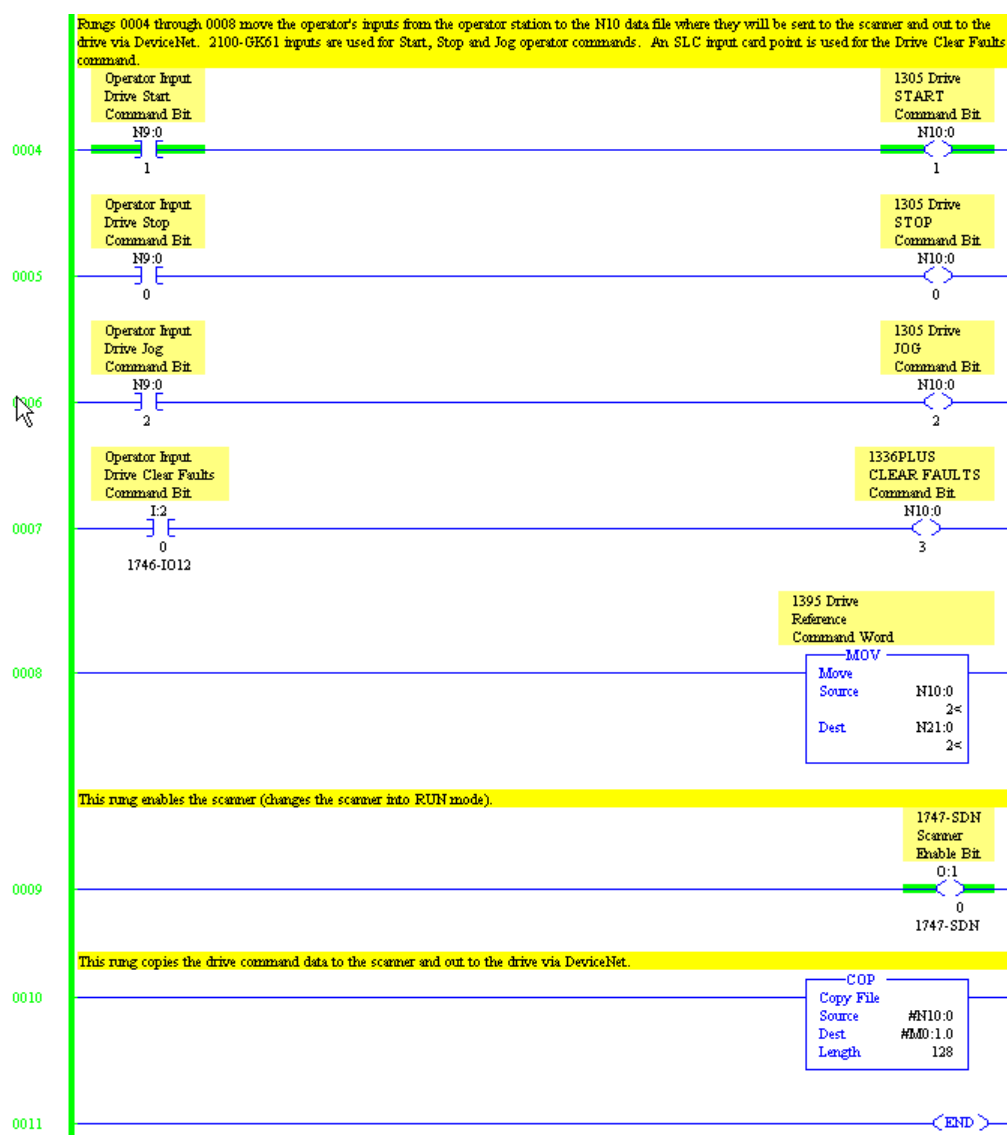 Rungs 0004 through 0008 move the operator's inputs from the operator station to the N10 data file where they will be sent to the scanner and out to the
drive via DeviceNet.  2100-GK61 inputs are used for Start, Stop and Jog operator commands.  An SLC input card point is used for the Drive Clear Faults
command.
Operator Input
Drive Start
Command Bit
N9:0
1
1305 Drive
START
Command Bit
N10:0
1
0004
Operator Input
Drive Stop
Command Bit
N9:0
0
1305 Drive
STOP
Command Bit
N10:0
0
0005
Operator Input
Drive Jog
Command Bit
N9:0
2
1305 Drive
JOG
Command Bit
N10:0
2
0006
Operator Input
Drive Clear Faults
Command Bit
I:2
0
1746-IO12
1336PLUS
CLEAR FAULTS
Command Bit
N10:0
3
0007
1395 Drive
Reference
Command Word
0008
MOV
Move
Source N10:0
2<
Dest N21:0
2<
This rung enables the scanner (changes the scanner into RUN mode).
1747-SDN
Scanner
Enable Bit
O:1
0009
0
1747-SDN
This rung copies the drive command data to the scanner and out to the drive via DeviceNet.
0010
COP
Copy File
Source #N10:0
Dest #M0:1.0
Length 128
0011
END